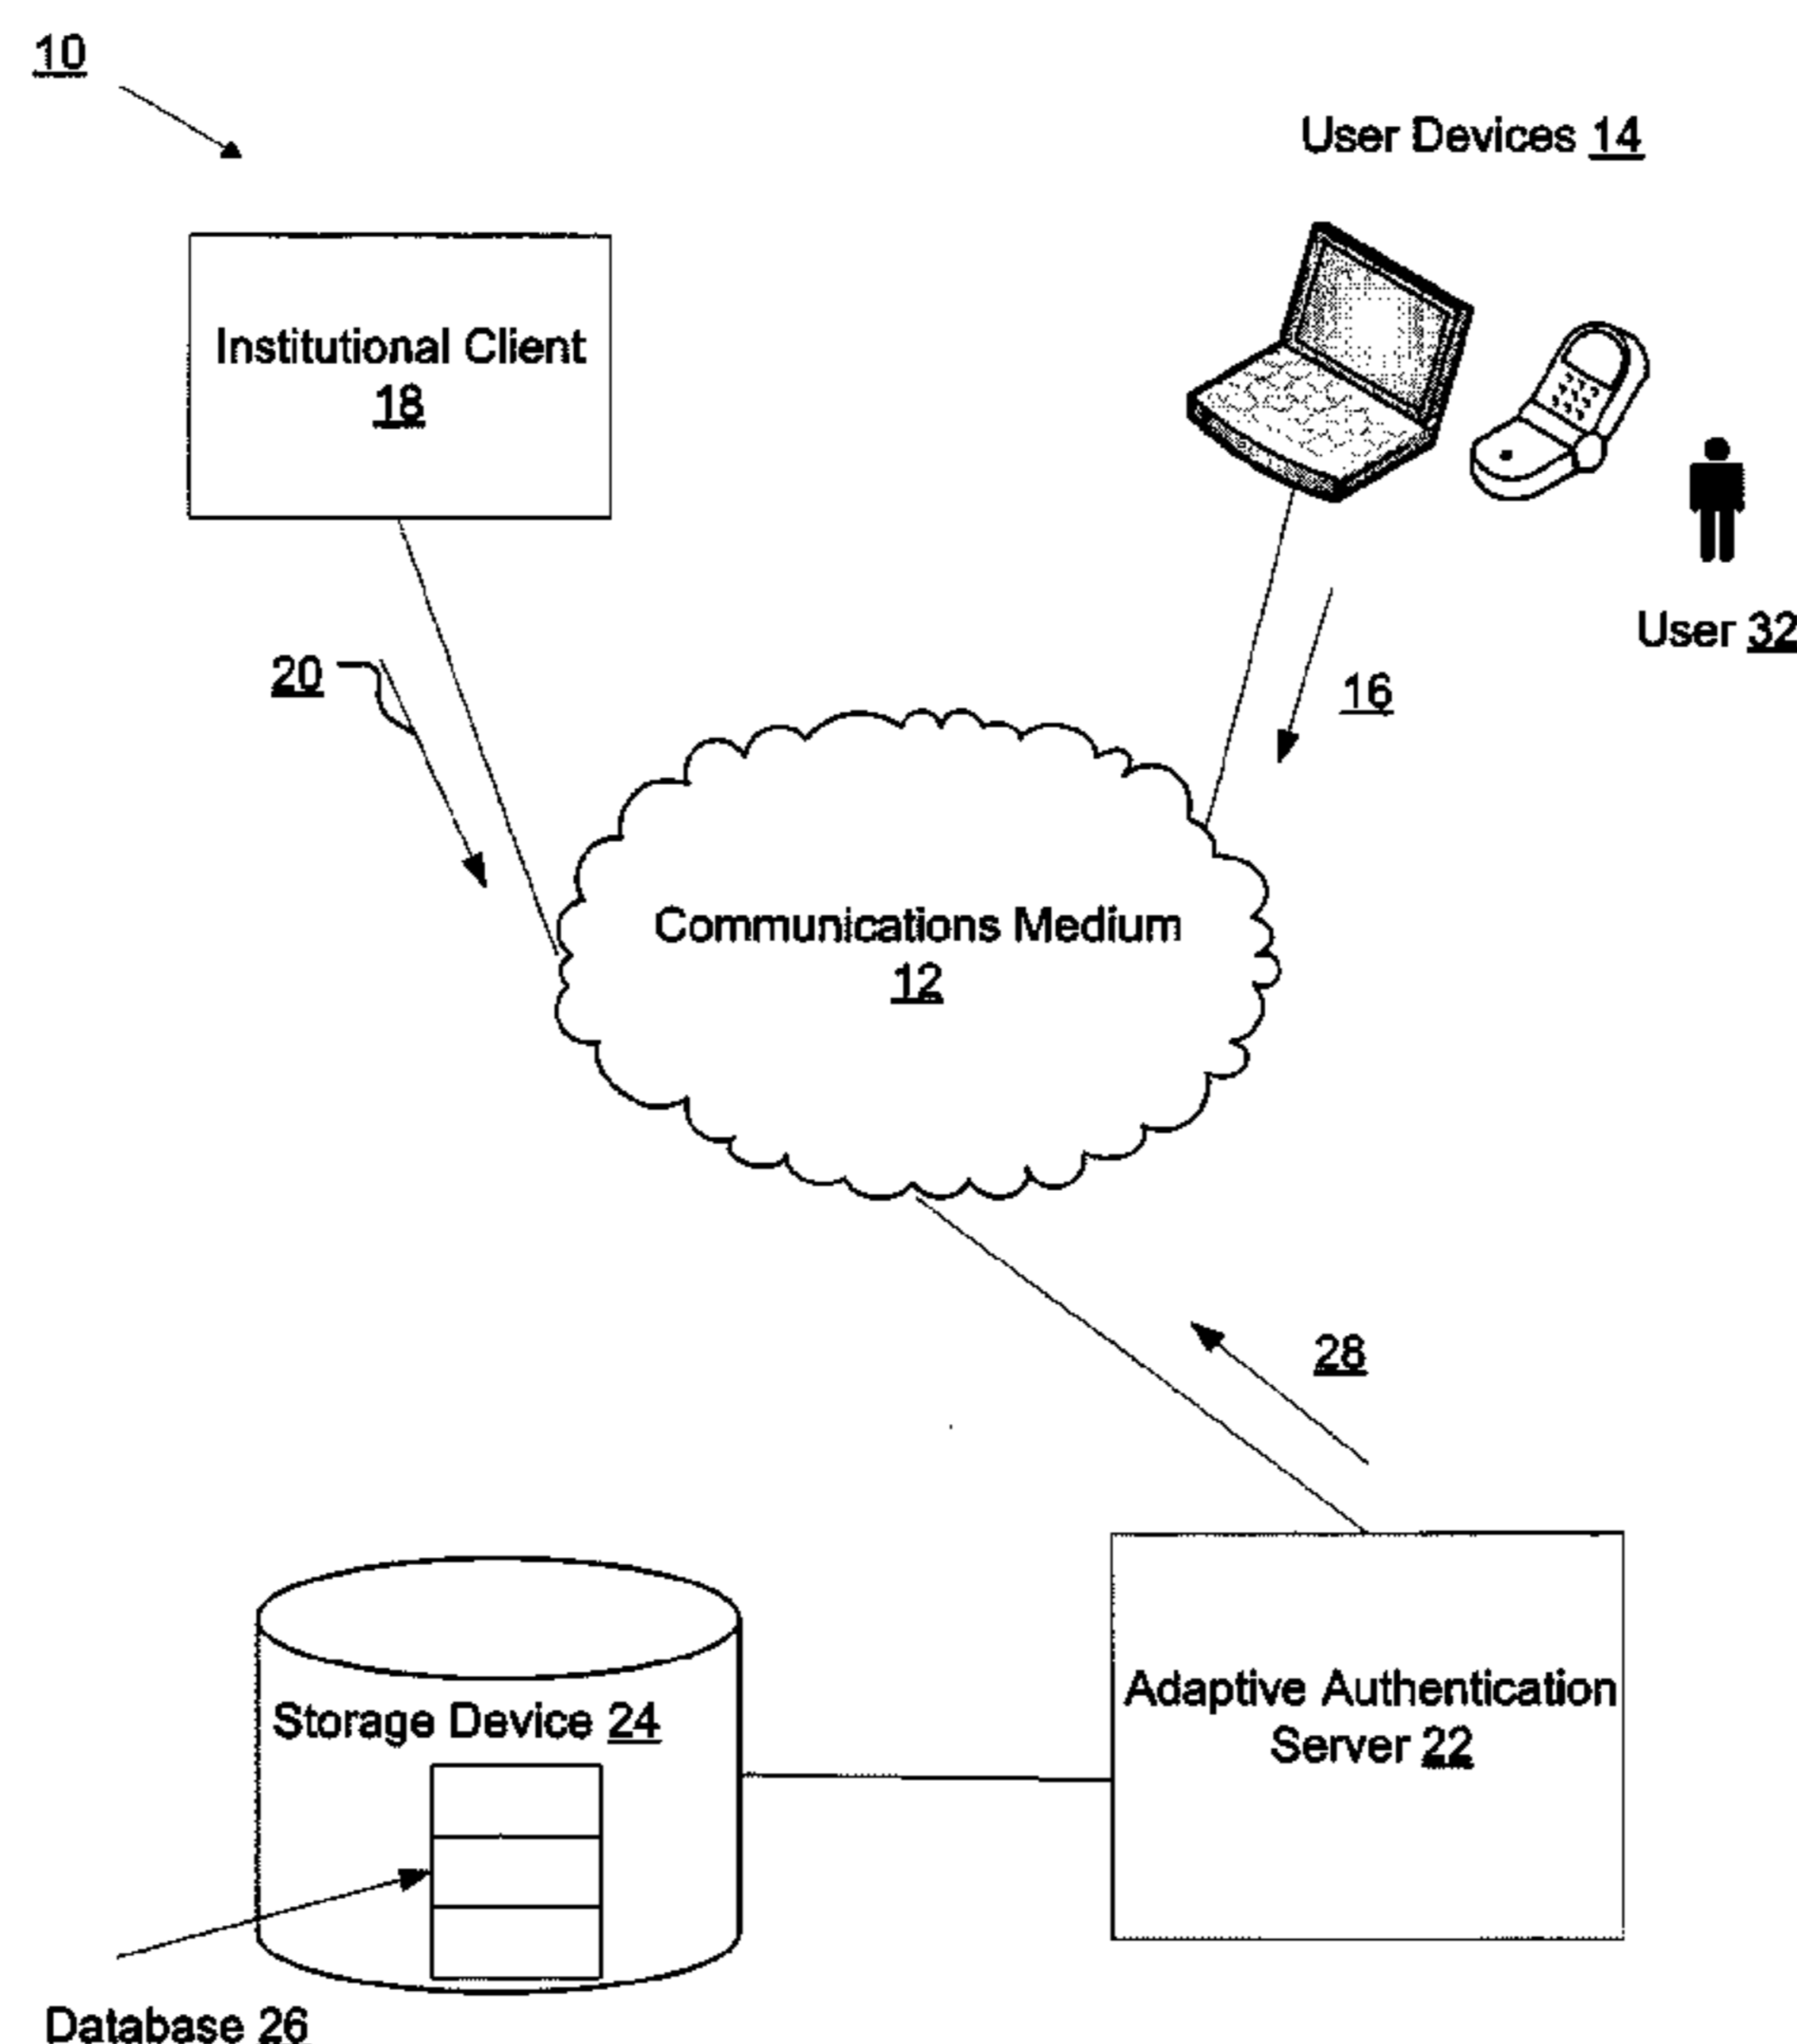 10
User Devices 14
Institutional Client
18
User 32
20
16
Communications Medium
12
28
Adaptive Authentication
Server 22
Storage Device 24
Database 26